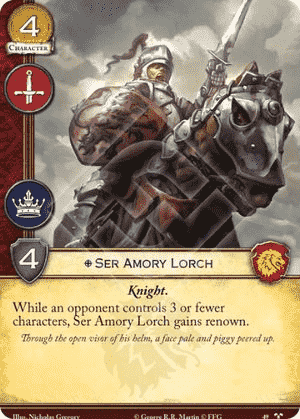 4
CHARACTER
4
SER AMORY LORCH
Knight.
While an opponent controls 3 or fewer
characters, Ser Amory Lorch gains renown.
Through the open visor of his helm, a face pale and piggy peered up.
Illus. Nicholas Gregory © George R.R. Martin © FFG